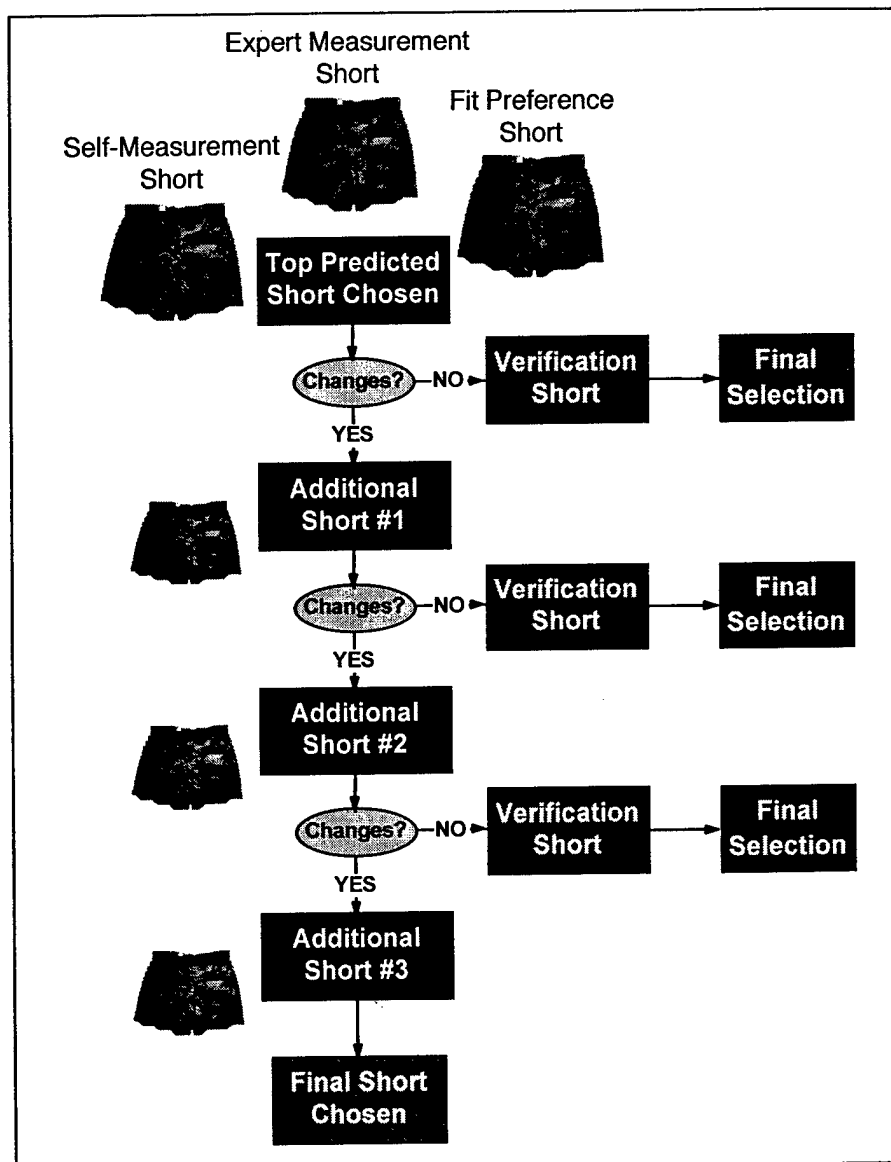 Expert Measurement
Short
Fit Preference
Short
Self-Measurement
Short
Top Predicted
Short Chosen
Changes?
NO
Verification
Short
Final
Selection
YES
Additional
Short #1
Changes?
NO
Verification
Short
Final
Selection
YES
Additional
Short #2
Changes?
NO
Verification
Short
Final
Selection
YES
Additional
Short #3
Final Short
Chosen